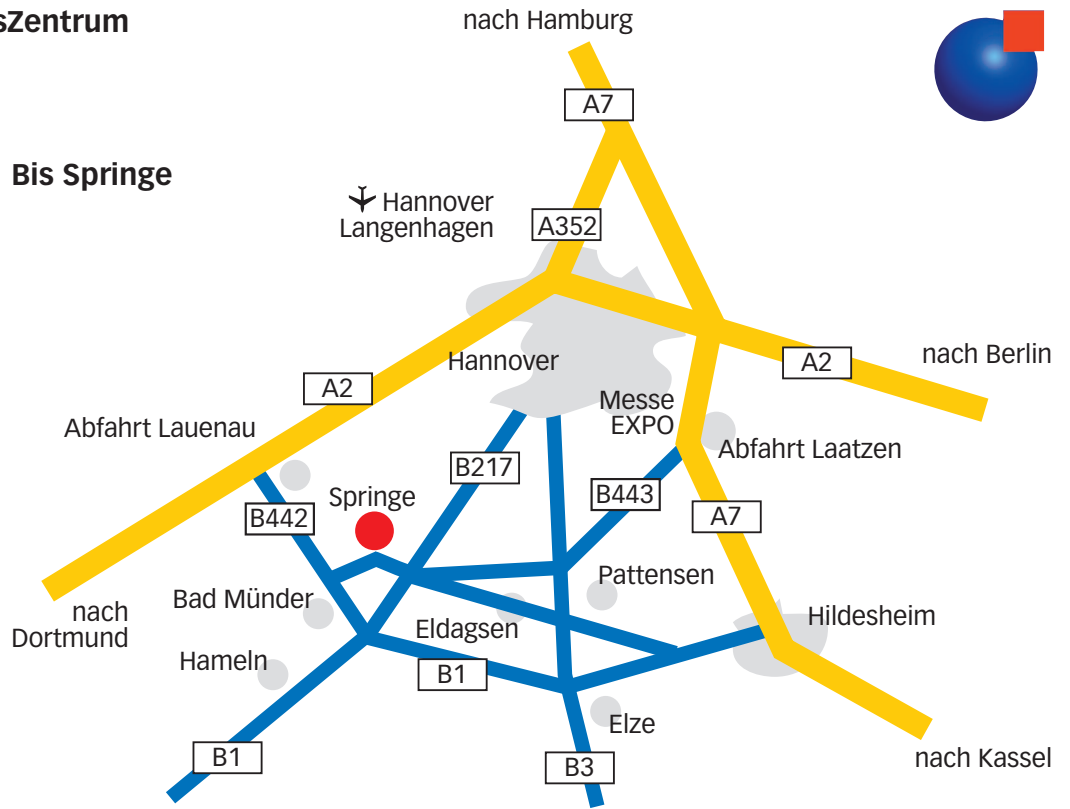 sZentrum
nach Hamburg
A7
Bis Springe
Hannover
Langenhagen
A352
Hannover
A2
A2
nach Berlin
Messe
EXPO
Abfahrt Lauenau
Abfahrt Laatzen
B217
Springe
B443
B442
A7
Pattensen
Bad Münder
nach
Dortmund
Eldagsen
Hildesheim
Hameln
B1
Elze
B1
B3
nach Kassel